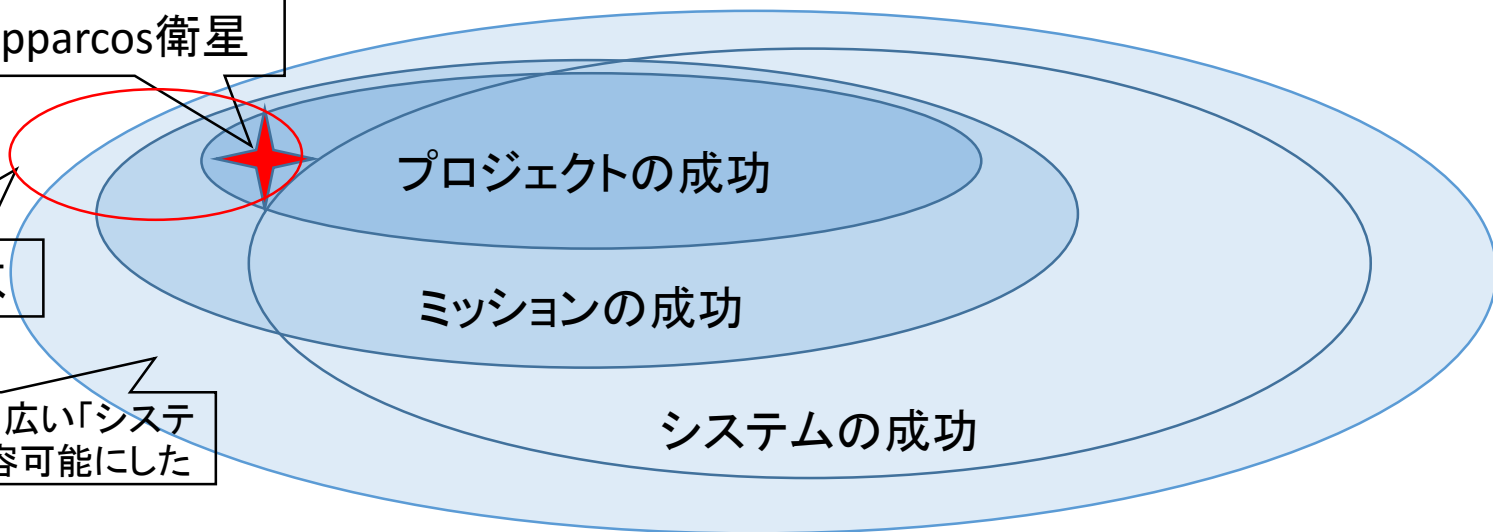 pparcos衛星
プロジェクトの成功
ミッションの成功
広い「システ
容可能にした
システムの成功